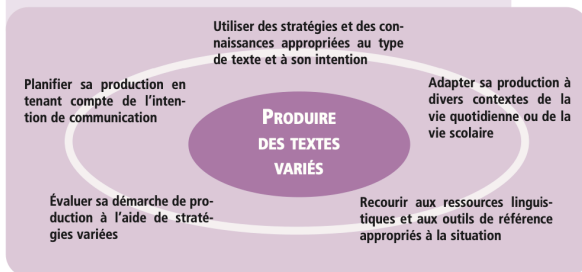 Utiliser des stratégies et des con-
naissances appropriées au type
de texte et à son intention
Planifier sa production en
tenant compte de l'inten-
tion de communication
Adapter sa production à
divers contextes de la
vie quotidienne ou de la
vie scolaire
PRODUIRE
DES TEXTES
VARIÉS
Évaluer sa démarche de pro-
duction à l'aide de straté-
gies variées
Recourir aux ressources linguis-
tiques et aux outils de référence
appropriés à la situation